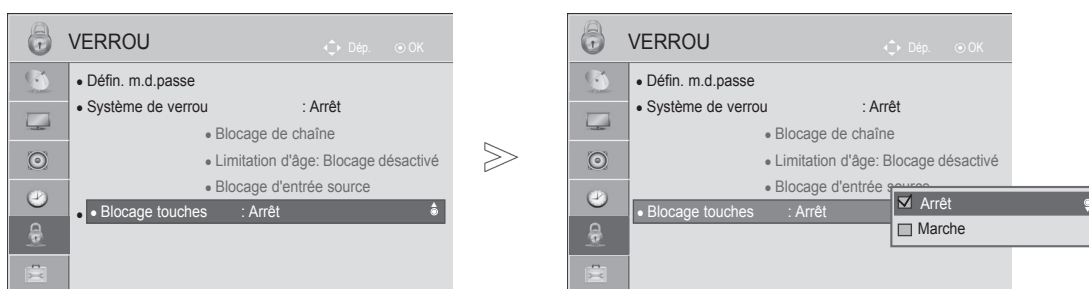 VERROU Dép. OK
• Défin. m.d.passe
• Système de verrou : Arrêt
• Blocage de chaîne
• Limitation d'âge: Blocage désactivé
• Blocage d'entrée source
• • Blocage touches : Arrêt
VERROU Dép. OK
• Défin. m.d.passe
• Système de verrou : Arrêt
• Blocage de chaîne
• Limitation d'âge: Blocage désactivé
• Blocage d'entrée source
• Blocage touches : Arrêt
Arrêt
Marche